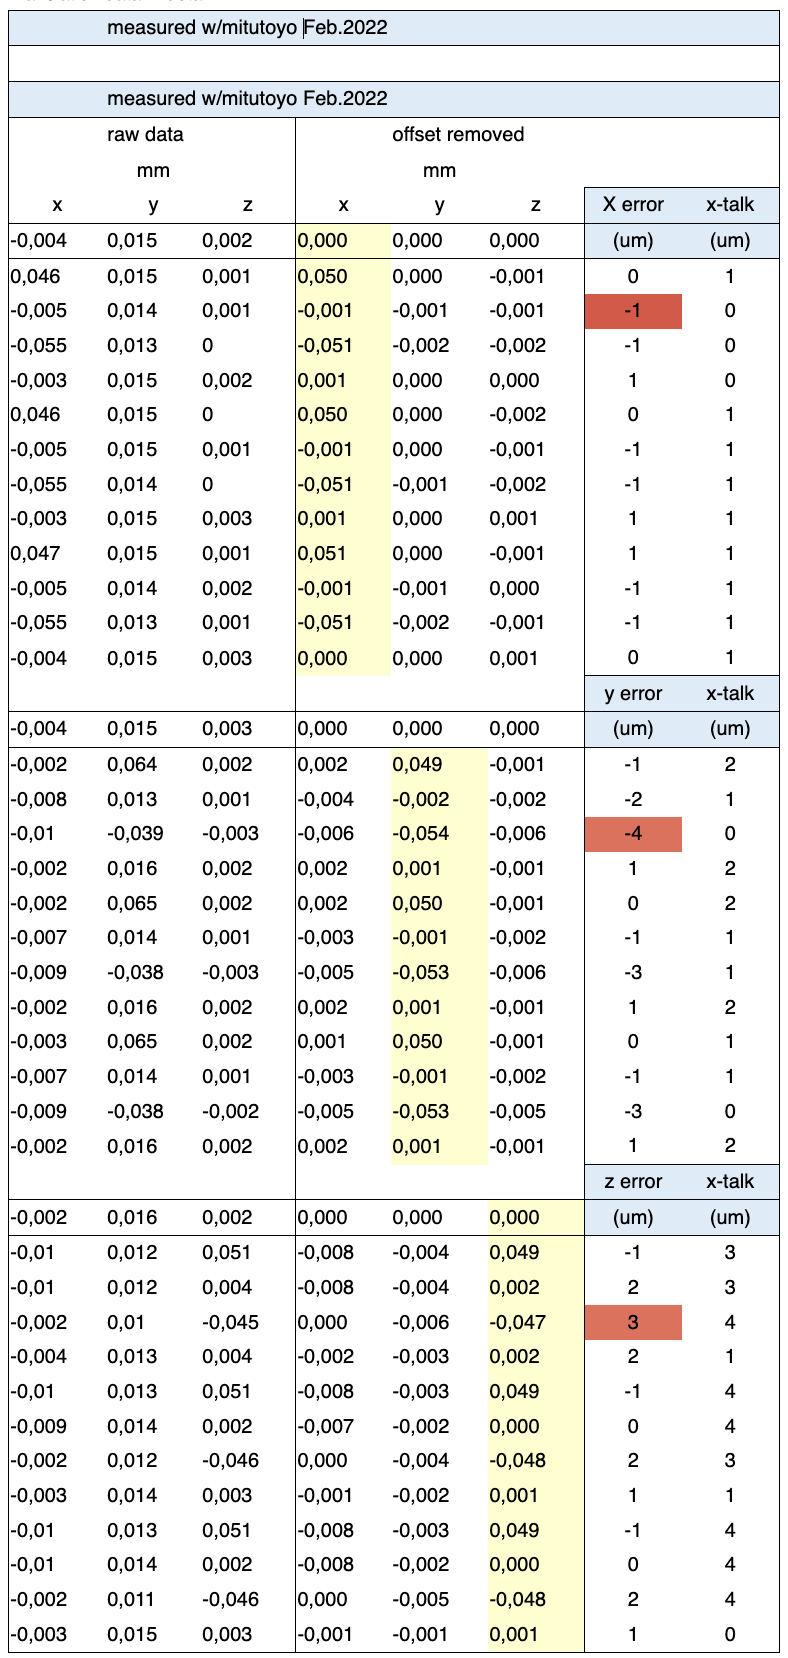 measured w/mitutoyo Feb.2022
measured w/mitutoyo Feb.2022
raw data offset removed
mm mm
x y z x y z X error x-talk
-0,004 0,015 0,002 0,000 0,000 0,000 (um) (um)
0,046 0,015 0,001 0,050 0,000 -0,001 0 1
-0,005 0,014 0,001 -0,001 -0,001 -0,001 -1 0
-0,055 0,013 0 -0,051 -0,002 -0,002 -1 0
-0,003 0,015 0,002 0,001 0,000 0,000 1 0
0,046 0,015 0 0,050 0,000 -0,002 0 1
-0,005 0,015 0,001 -0,001 0,000 -0,001 -1 1
-0,055 0,014 0 -0,051 -0,001 -0,002 -1 1
-0,003 0,015 0,003 0,001 0,000 0,001 1 1
0,047 0,015 0,001 0,051 0,000 -0,001 1 1
-0,005 0,014 0,002 -0,001 -0,001 0,000 -1 1
-0,055 0,013 0,001 -0,051 -0,002 -0,001 -1 1
-0,004 0,015 0,003 0,000 0,000 0,001 0 1
y error x-talk
-0,004 0,015 0,003 0,000 0,000 0,000 (um) (um)
-0,002 0,064 0,002 0,002 0,049 -0,001 -1 2
-0,008 0,013 0,001 -0,004 -0,002 -0,002 -2 1
-0,01 -0,039 -0,003 -0,006 -0,054 -0,006 -4 0
-0,002 0,016 0,002 0,002 0,001 -0,001 1 2
-0,002 0,065 0,002 0,002 0,050 -0,001 0 2
-0,007 0,014 0,001 -0,003 -0,001 -0,002 -1 1
-0,009 -0,038 -0,003 -0,005 -0,053 -0,006 -3 1
-0,002 0,016 0,002 0,002 0,001 -0,001 1 2
-0,003 0,065 0,002 0,001 0,050 -0,001 0 1
-0,007 0,014 0,001 -0,003 -0,001 -0,002 -1 1
-0,009 -0,038 -0,002 -0,005 -0,053 -0,005 -3 0
-0,002 0,016 0,002 0,002 0,001 -0,001 1 2
z error x-talk
-0,002 0,016 0,002 0,000 0,000 0,000 (um) (um)
-0,01 0,012 0,051 -0,008 -0,004 0,049 -1 3
-0,01 0,012 0,004 -0,008 -0,004 0,002 2 3
-0,002 0,01 -0,045 0,000 -0,006 -0,047 3 4
-0,004 0,013 0,004 -0,002 -0,003 0,002 2 1
-0,01 0,013 0,051 -0,008 -0,003 0,049 -1 4
-0,009 0,014 0,002 -0,007 -0,002 0,000 0 4
-0,002 0,012 -0,046 0,000 -0,004 -0,048 2 3
-0,003 0,014 0,003 -0,001 -0,002 0,001 1 1
-0,01 0,013 0,051 -0,008 -0,003 0,049 -1 4
-0,01 0,014 0,002 -0,008 -0,002 0,000 0 4
-0,002 0,011 -0,046 0,000 -0,005 -0,048 2 4
-0,003 0,015 0,003 -0,001 -0,001 0,001 1 0